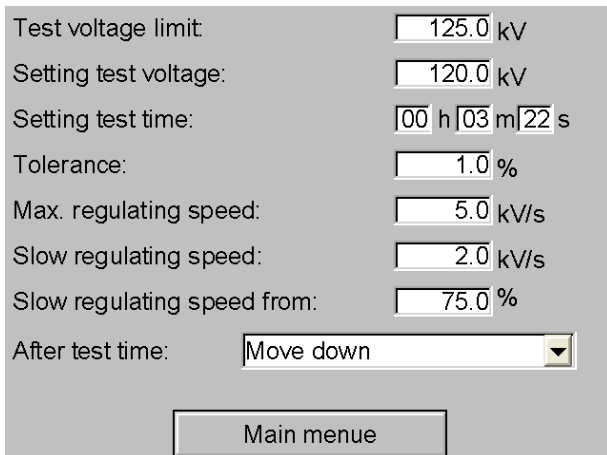 Test voltage limit: 125.0 kV
Setting test voltage: 120.0 kV
Setting test time: 00 h 03 m 22 s
Tolerance: 1.0 %
Max. regulating speed: 5.0 kV/s
Slow regulating speed: 2.0 kV/s
Slow regulating speed from: 75.0 %
After test time: Move down
Main menue